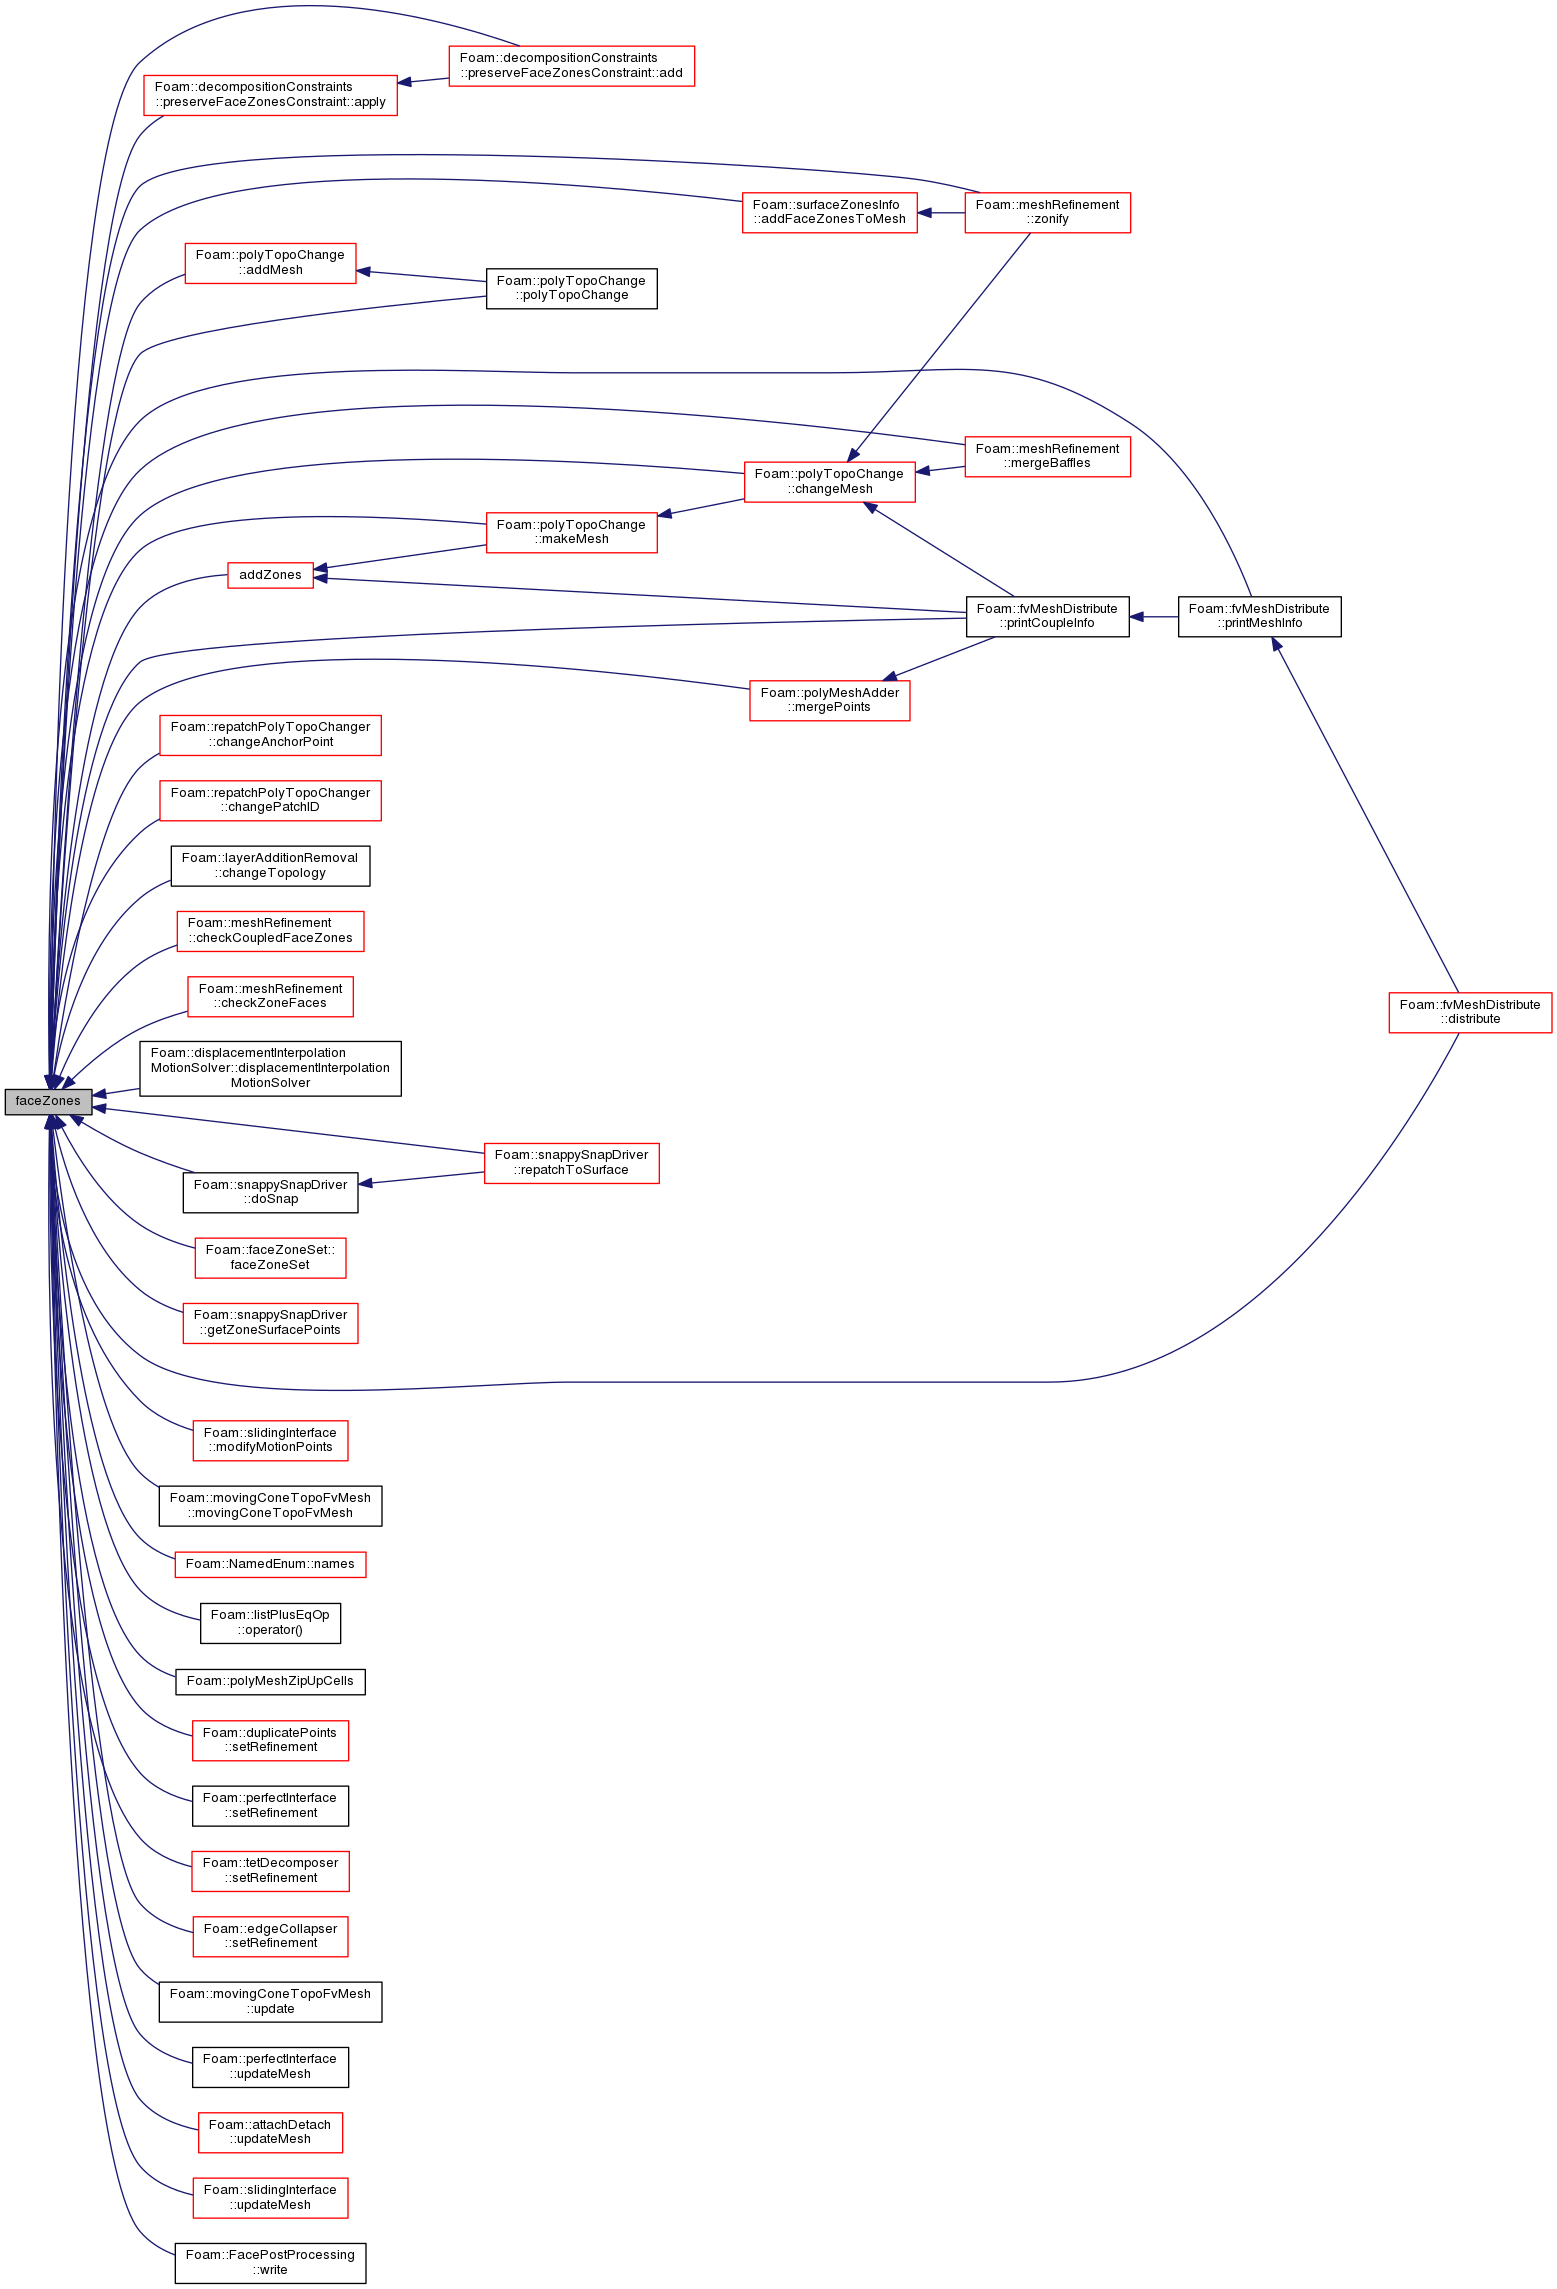 Foam::decompositionConstraints
::preserveFaceZonesConstraint::add
Foam::decompositionConstraints
::preserveFaceZonesConstraint::apply
Foam::surfaceZonesInfo
::addFaceZonesToMesh
Foam::meshRefinement
::zonify
Foam::polyTopoChange
::addMesh
Foam::polyTopoChange
::polyTopoChange
Foam::meshRefinement
::mergeBaffles
Foam::polyTopoChange
::changeMesh
Foam::polyTopoChange
::makeMesh
addZones
Foam::fvMeshDistribute
::printCoupleInfo
Foam::fvMeshDistribute
::printMeshInfo
Foam::polyMeshAdder
::mergePoints
Foam::repatchPolyTopoChanger
::changeAnchorPoint
Foam::repatchPolyTopoChanger
::changePatchID
Foam::layerAdditionRemoval
::changeTopology
Foam::meshRefinement
::checkCoupledFaceZones
Foam::meshRefinement
::checkZoneFaces
Foam::fvMeshDistribute
::distribute
Foam::displacementInterpolation
MotionSolver::displacementInterpolation
MotionSolver
faceZones
Foam::snappySnapDriver
::repatchToSurface
Foam::snappySnapDriver
::doSnap
Foam::faceZoneSet::
faceZoneSet
Foam::snappySnapDriver
::getZoneSurfacePoints
Foam::slidingInterface
::modifyMotionPoints
Foam::movingConeTopoFvMesh
::movingConeTopoFvMesh
Foam::NamedEnum::names
Foam::listPlusEqOp
::operator()
Foam::polyMeshZipUpCells
Foam::duplicatePoints
::setRefinement
Foam::perfectInterface
::setRefinement
Foam::tetDecomposer
::setRefinement
Foam::edgeCollapser
::setRefinement
Foam::movingConeTopoFvMesh
::update
Foam::perfectInterface
::updateMesh
Foam::attachDetach
::updateMesh
Foam::slidingInterface
::updateMesh
Foam::FacePostProcessing
::write